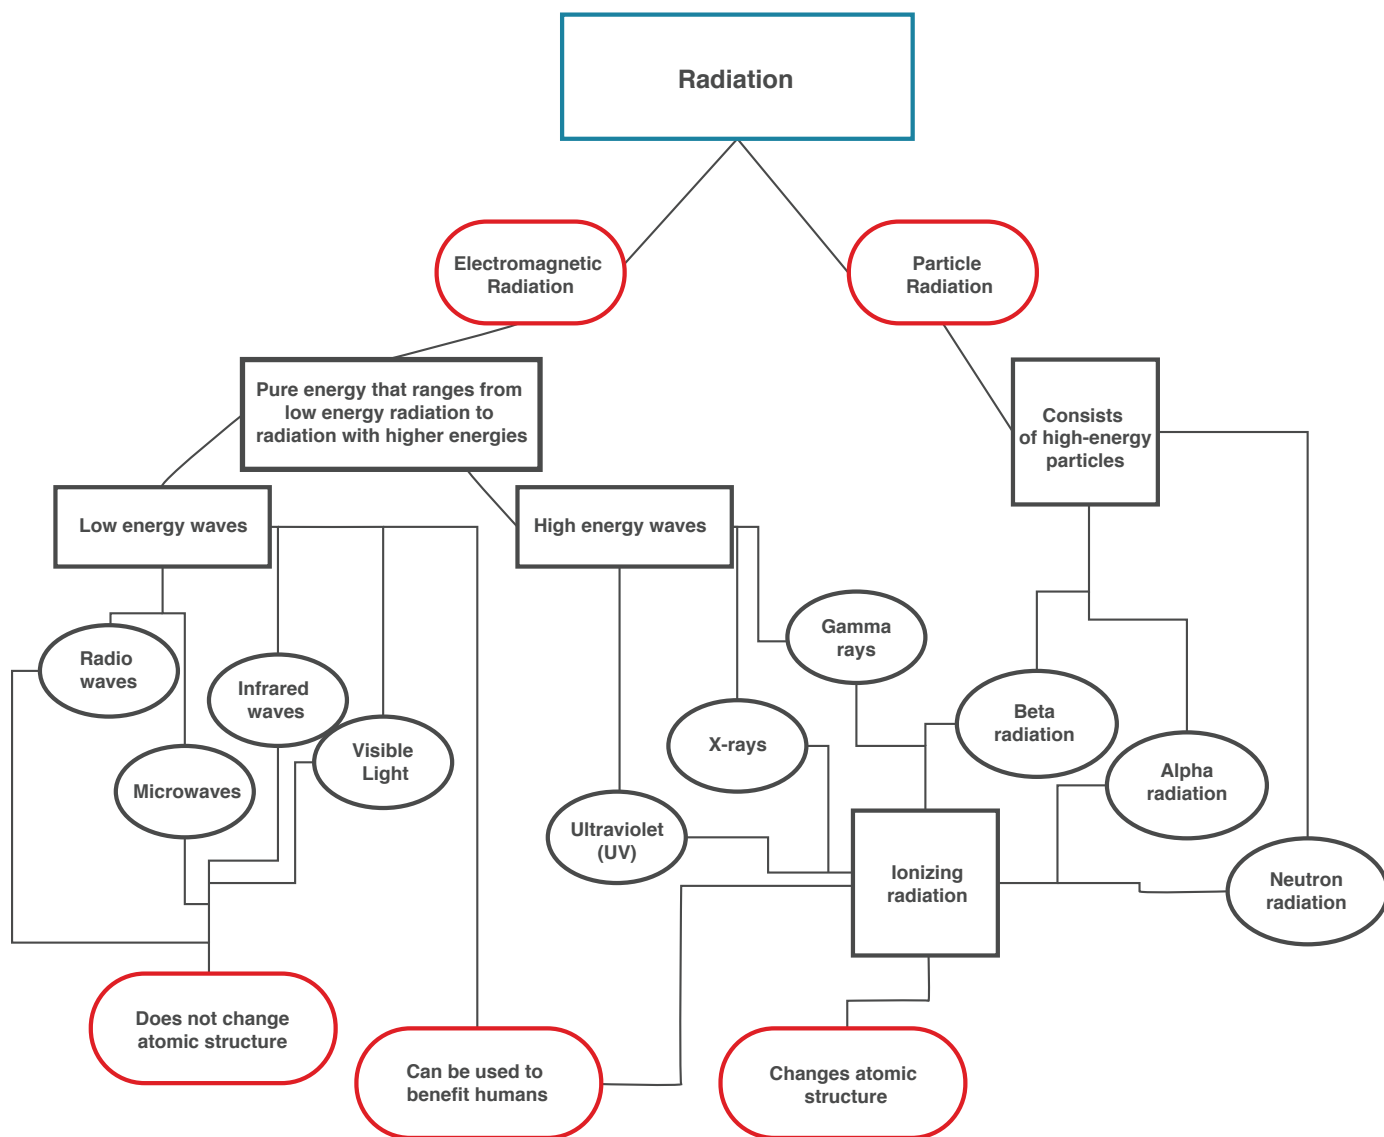 Radiation
Electromagnetic
Radiation
Particle
Radiation
Pure energy that ranges from
low energy radiation to
radiation with higher energies
Consists
of high-energy
particles
Low energy waves
High energy waves
Gamma
rays
Radio
waves
Infrared
waves
Beta
radiation
X-rays
Visible
Light
Alpha
radiation
Microwaves
Ultraviolet
(UV)
Ionizing
radiation
Neutron
radiation
Does not change
atomic structure
Can be used to
benefit humans
Changes atomic
structure